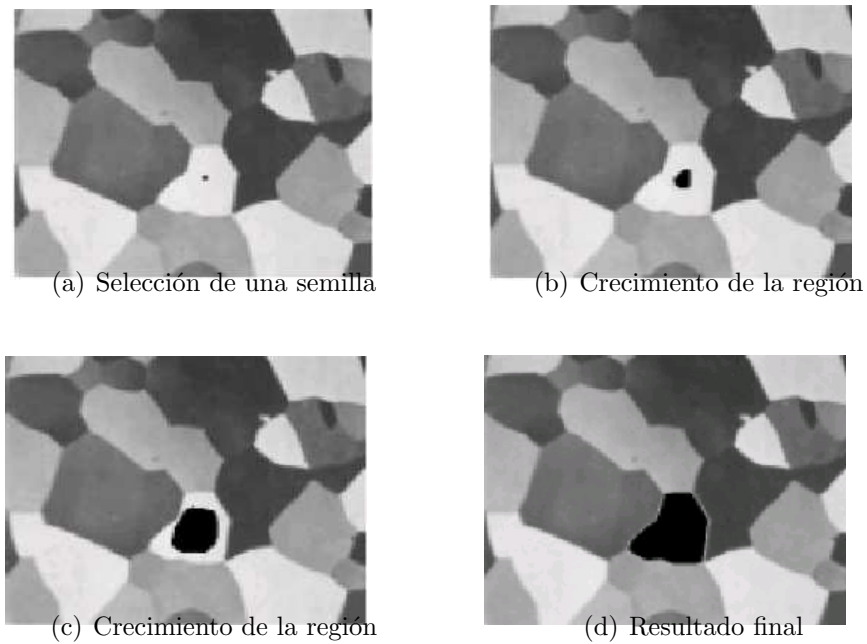 (a) Selección de una semilla
(b) Crecimiento de la región
(c) Crecimiento de la región
(d) Resultado final